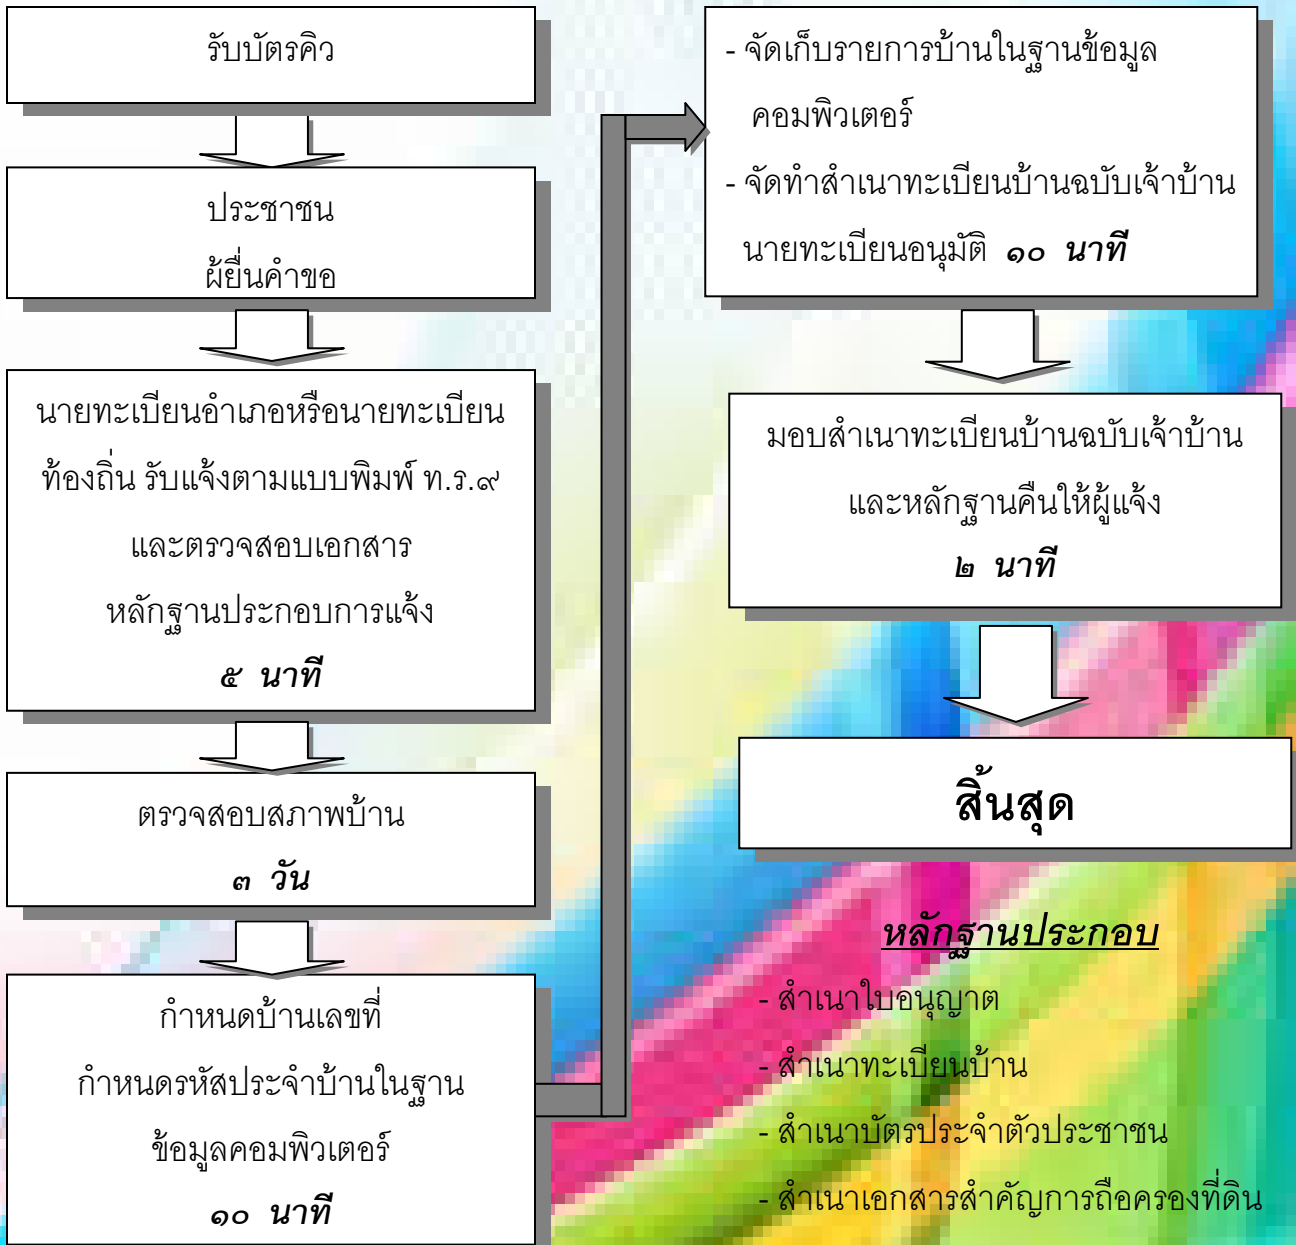 รับบัตรคิว
ประชาชน
ผู้ยื่นคำขอ
นายทะเบียนอำเภอหรือนายทะเบียน
ท้องถิ่น รับแจ้งตามแบบพิมพ์ ท.ร.๙
และตรวจสอบเอกสาร
หลักฐานประกอบการแจ้ง
๕ นาที
ตรวจสอบสภาพบ้าน
๓ วัน
กำหนดบ้านเลขที่
กำหนดรหัสประจำบ้านในฐาน
ข้อมูลคอมพิวเตอร์
๑๐ นาที
- จัดเก็บรายการบ้านในฐานข้อมูล
คอมพิวเตอร์
- จัดทำสำเนาทะเบียนบ้านฉบับเจ้าบ้าน
นายทะเบียนอนุมัติ ๑๐ นาที
มอบสำเนาทะเบียนบ้านฉบับเจ้าบ้าน
และหลักฐานคืนให้ผู้แจ้ง
๒ นาที
สิ้นสุด
หลักฐานประกอบ
- สำเนาใบอนุญาต
- สำเนาทะเบียนบ้าน
- สำเนาบัตรประจำตัวประชาชน
- สำเนาเอกสารสำคัญการถือครองที่ดิน